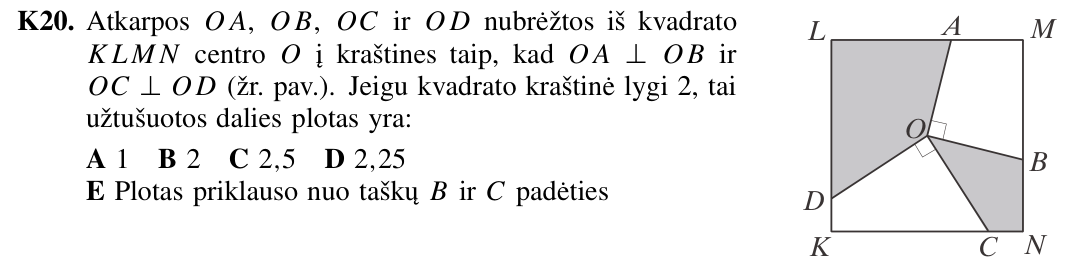 K20. Atkarpos OA, OB, OC ir OD nubrėžtos iš kvadrato
KLMN centro O į kraštines taip, kad OA ⊥ OB ir
OC ⊥ OD (žr. pav.). Jeigu kvadrato kraštinė lygi 2, tai
užtušuotos dalies plotas yra:
A 1 B 2 C 2,5 D 2,25
E Plotas priklauso nuo taškų B ir C padėties
L A M
O
B
D
K C N